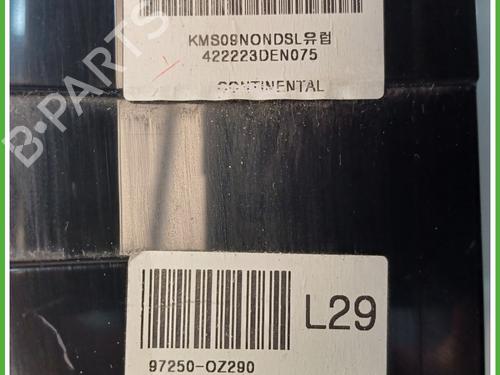 KMS09NONDSL유럽
422223DEN075
CONTINENTAL
L29
97250-0Z290
B-PARTS